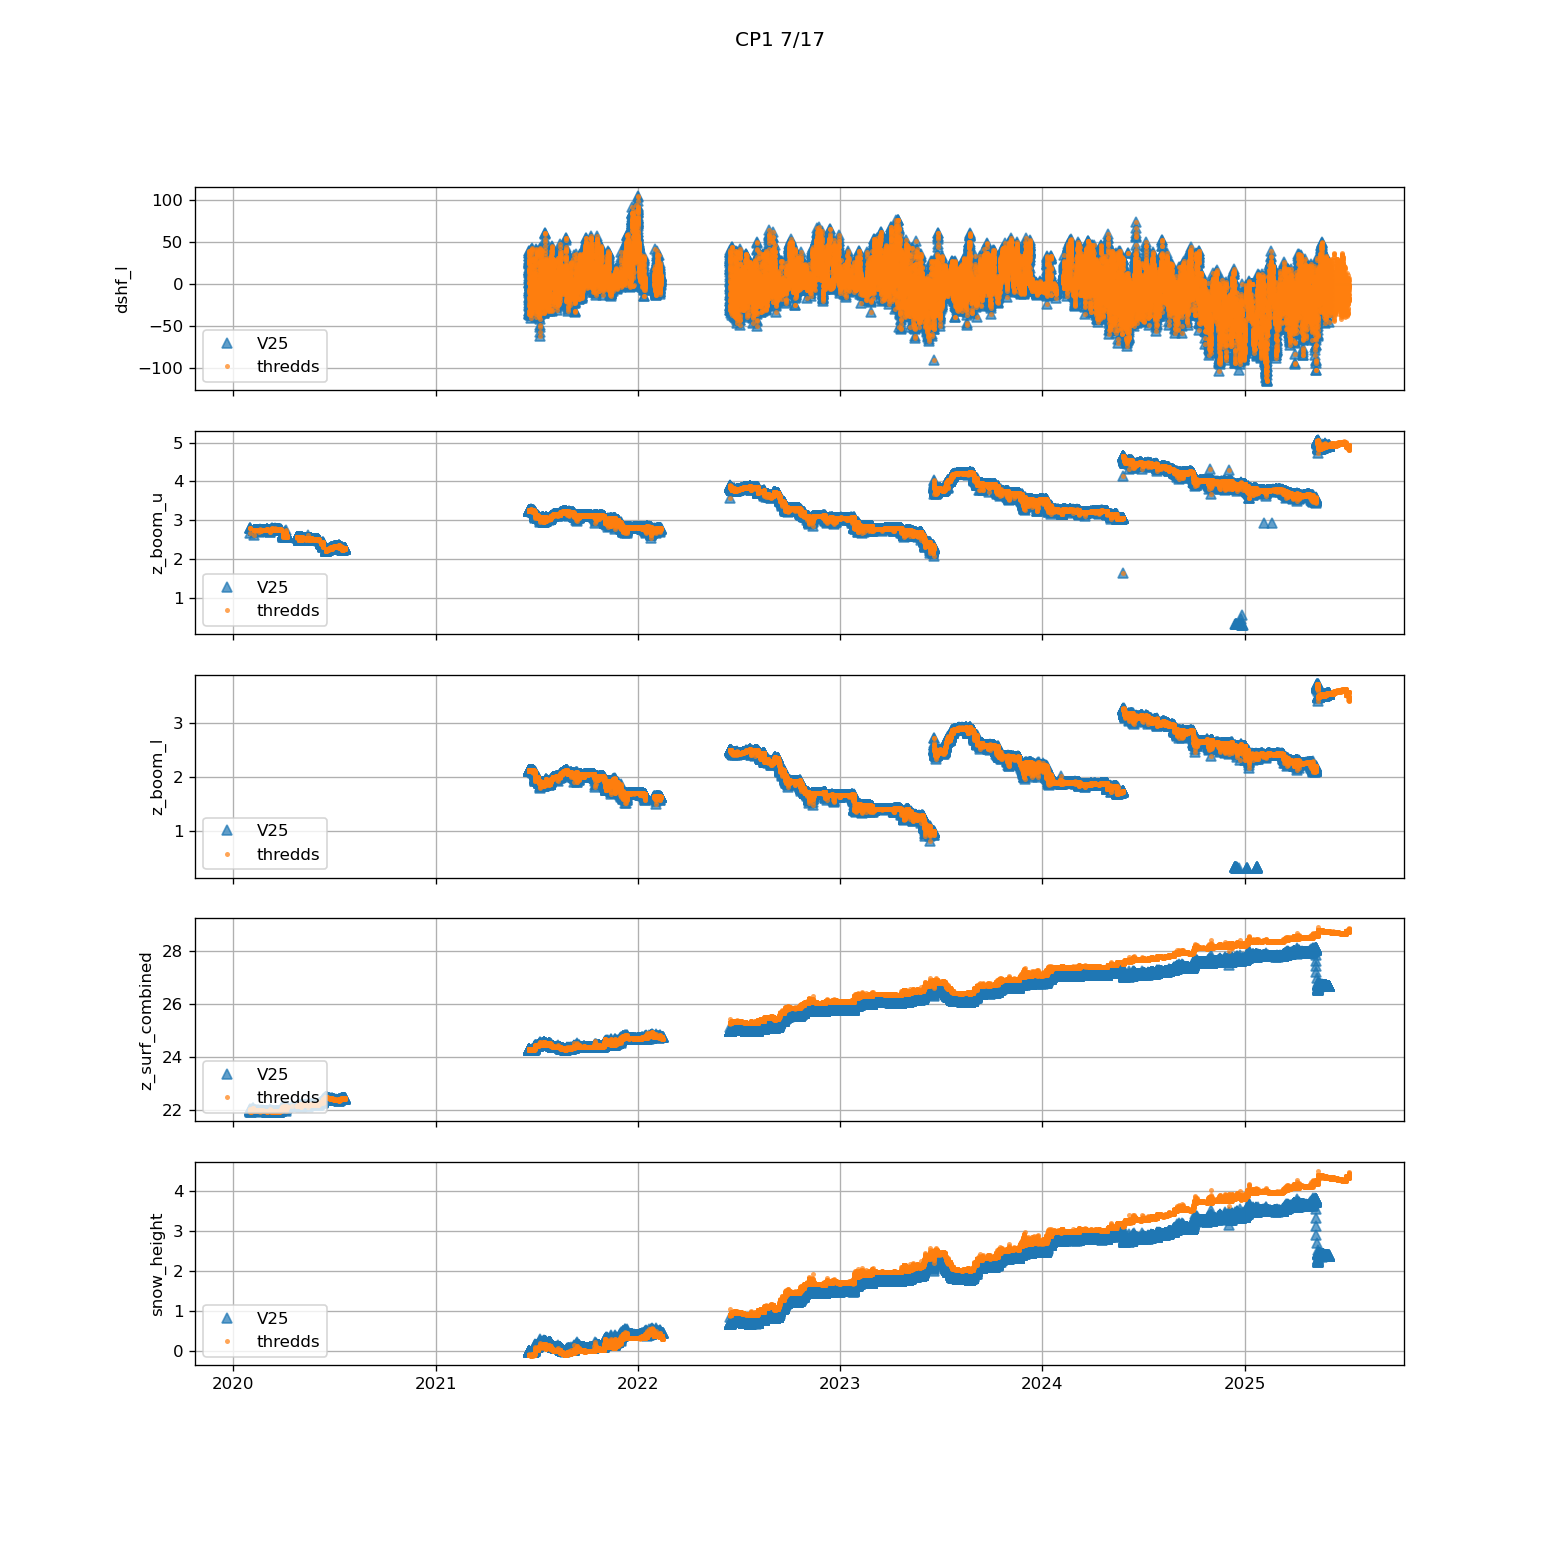 CP1 7/17
100
50
0
−50
−100
dshf_l
V25
thredds
5
4
3
2
1
z_boom_u
V25
thredds
3
2
1
z_boom_l
V25
thredds
28
26
24
22
z_surf_combined
V25
thredds
4
3
2
1
0
snow_height
V25
thredds
2020 2021 2022 2023 2024 2025